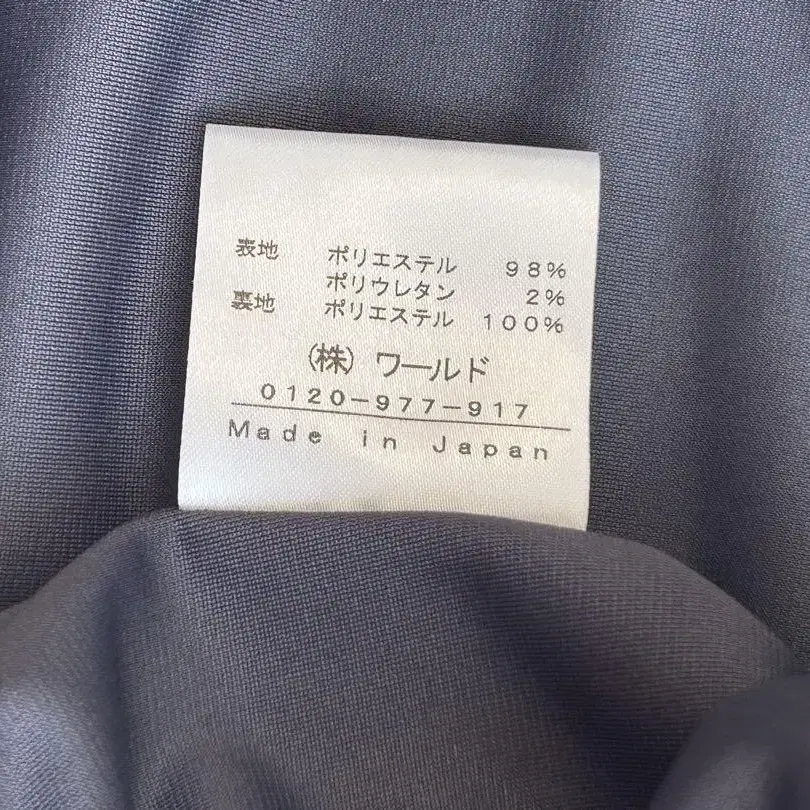 表地 ポリエステル 98%
ポリウレタン 2%
裏地 ポリエステル 100%
(株)ワールド
0120-977-917
Made in Japan